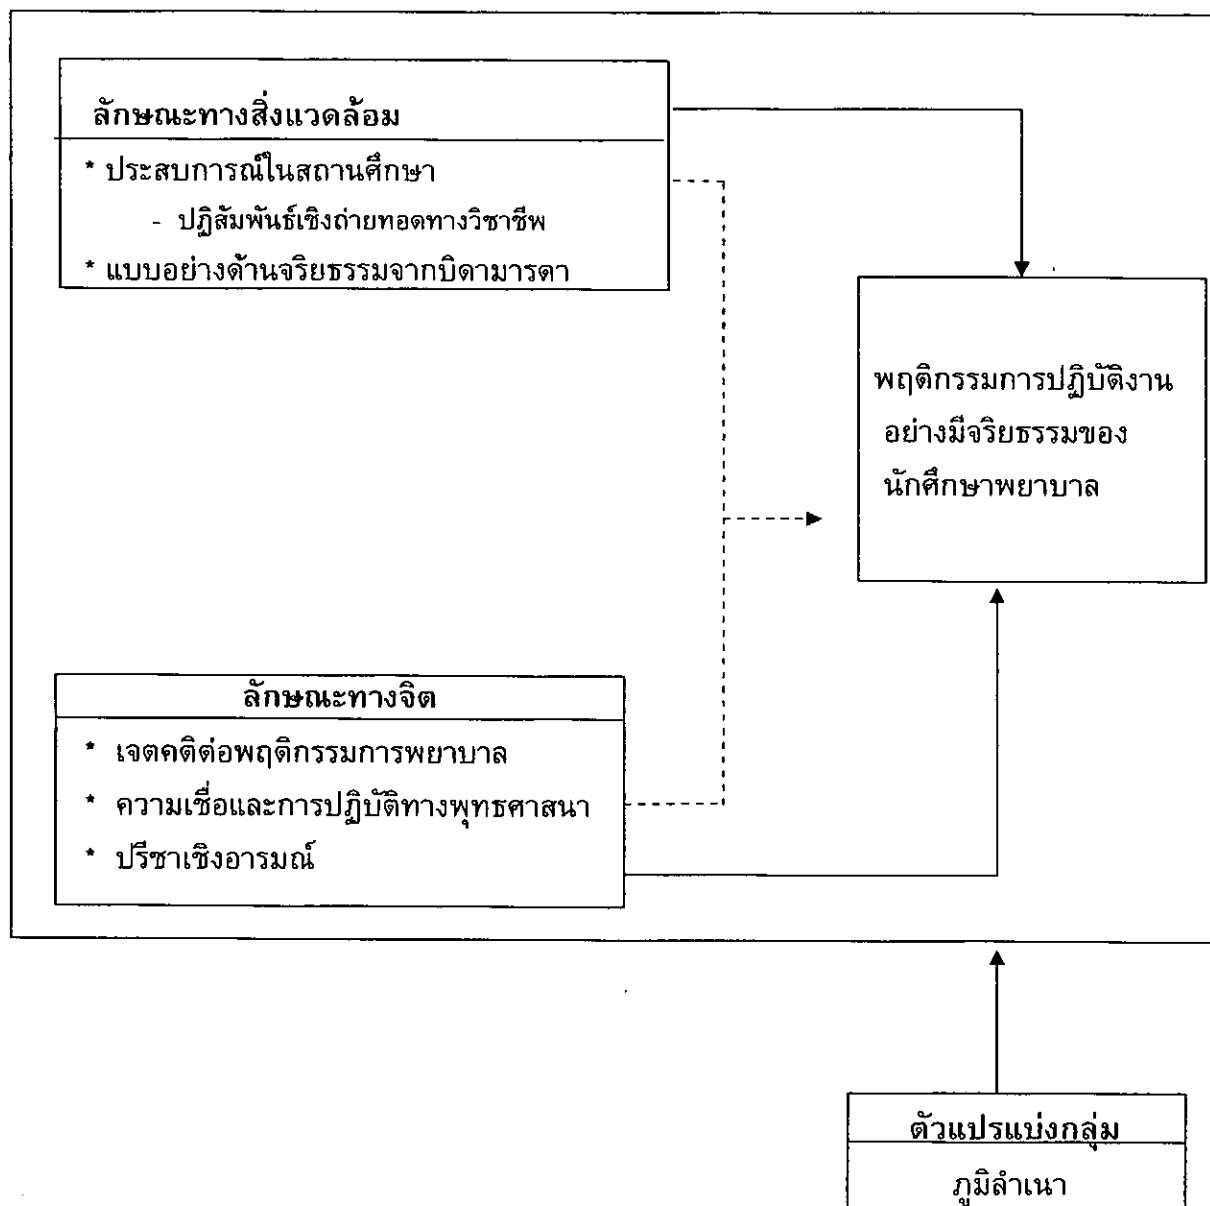 ลักษณะทางสิ่งแวดล้อม
* ประสบการณ์ในสถานศึกษา
- ปฏิสัมพันธ์เชิงถ่ายทอดทางวิชาชีพ
* แบบอย่างด้านจริยธรรมจากบิดามารดา
พฤติกรรมการปฏิบัติงาน
อย่างมีจริยธรรมของ
นักศึกษาพยาบาล
ลักษณะทางจิต
* เจตคติต่อพฤติกรรมการพยาบาล
* ความเชื่อและการปฏิบัติทางพุทธศาสนา
* ปรีชาเชิงอารมณ์
ตัวแปรแบ่งกลุ่ม
ภูมิลำเนา